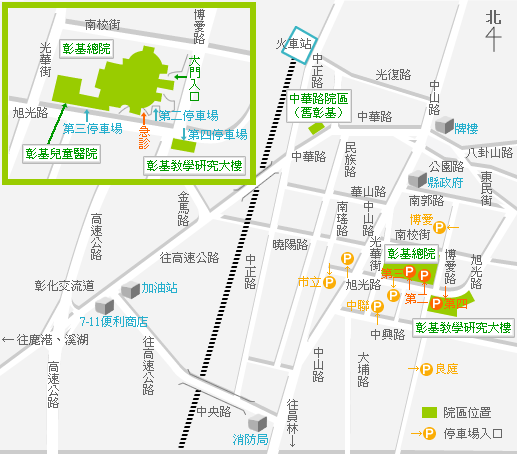 南校街
博愛路
彰基總院
光華街
大門入口
旭光路
第三停車場
急診
第二停車場
第四停車場
彰基兒童醫院
彰基教學研究大樓
北
火車站
中正路
光復路
中華路院區
(舊彰基)
中山路
中華路
牌樓
八卦山路
中華路
民族路
公園路
縣政府
東民街
華山路
南郭路
金馬路
南瑤路
中山路
博愛
P
←
南校街
高速公路
曉陽路
光華街
彰基總院
博愛路
旭光路
往高速公路
中正路
P
第三
P
P
彰化交流道
加油站
市立
P
旭光路
P
第二
P
第四
7-11便利商店
中聯
P
彰基教學研究大樓
←往鹿港、溪湖
往高速公路
中興路
高速公路
中山路
大埔路
→P良庭
中央路
往員林→
院區位置
消防局
→P 停車場入口